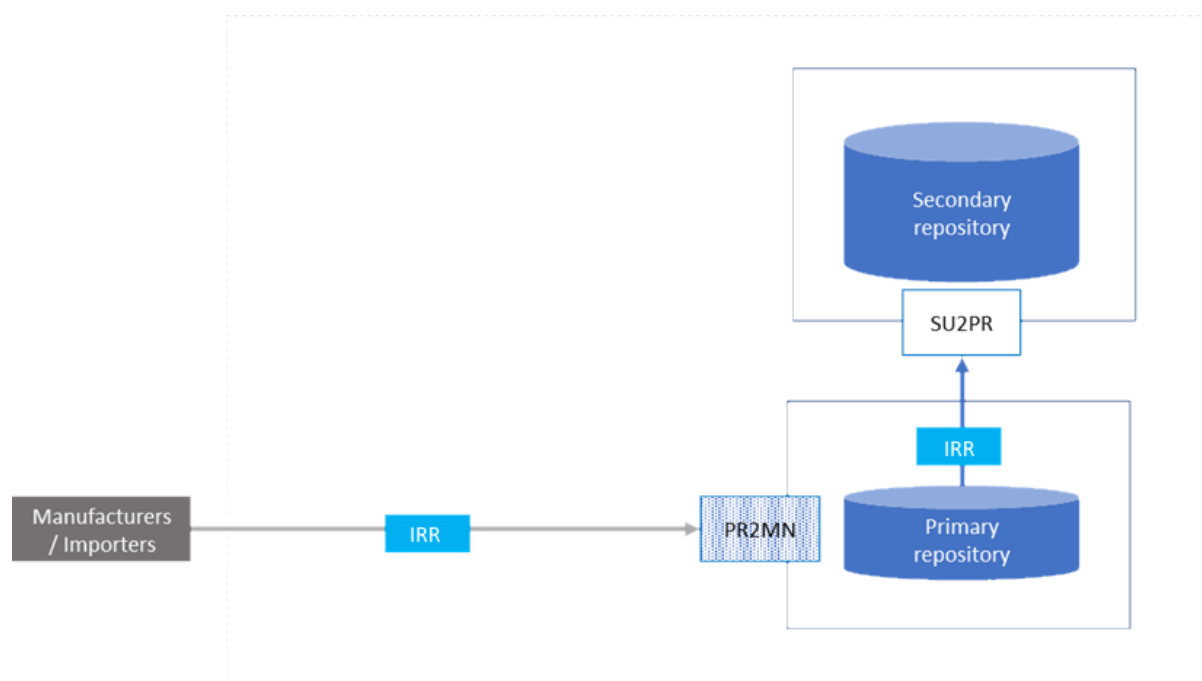 Secondary
repository
SU2PR
IRR
Manufacturers
/ Importers
IRR
PR2MN
Primary
repository